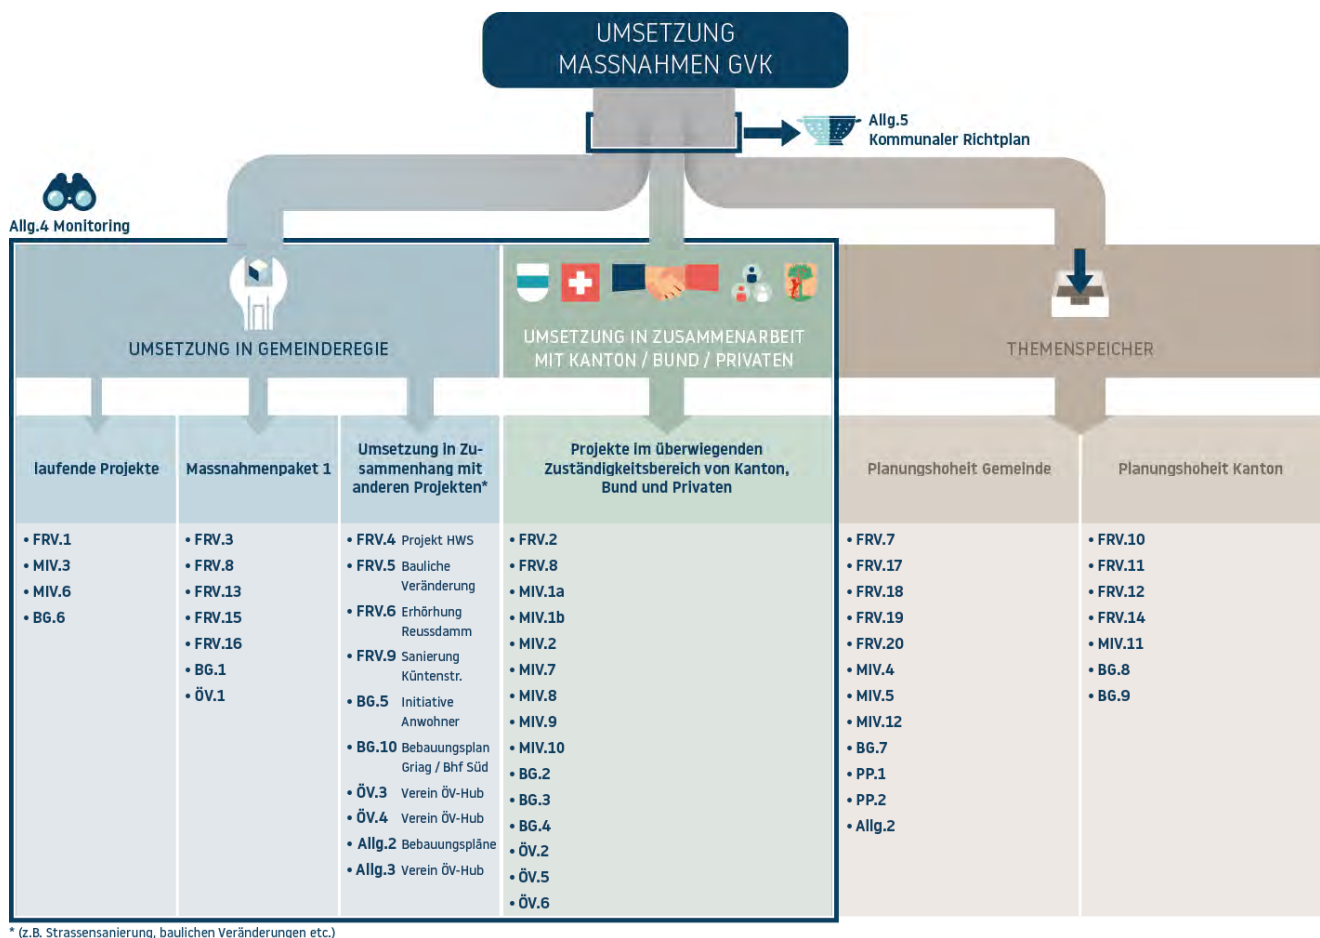 UMSETZUNG
MASSNAHMEN GVK
Allg.5
Kommunaler Richtplan
Allg.4 Monitoring
UMSETZUNG IN GEMEINDEREGIE
UMSETZUNG IN ZUSAMMENARBEIT
MIT KANTON / BUND / PRIVATEN
THEMENSPEICHER
laufende Projekte
• FRV.1
• MIV.3
• MIV.6
• BG.6
Massnahmenpaket 1
• FRV.3
• FRV.8
• FRV.13
• FRV.15
• FRV.16
• BG.1
• ÖV.1
Umsetzung in Zu-
sammenhang mit
anderen Projekten*
• FRV.4 Projekt HWS
• FRV.5 Bauliche
Veränderung
• FRV.6 Erhörhung
Reussdamm
• FRV.9 Sanierung
Küntenstr.
• BG.5 Initiative
Anwohner
• BG.10 Bebauungsplan
Griag / Bhf Süd
• ÖV.3 Verein ÖV-Hub
• ÖV.4 Verein ÖV-Hub
• Allg.2 Bebauungspläne
• Allg.3 Verein ÖV-Hub
Projekte im überwiegenden
Zuständigkeitsbereich von Kanton,
Bund und Privaten
• FRV.2
• FRV.8
• MIV.1a
• MIV.1b
• MIV.2
• MIV.7
• MIV.8
• MIV.9
• MIV.10
• BG.2
• BG.3
• BG.4
• ÖV.2
• ÖV.5
• ÖV.6
Planungshoheit Gemeinde
• FRV.7
• FRV.17
• FRV.18
• FRV.19
• FRV.20
• MIV.4
• MIV.5
• MIV.12
• BG.7
• PP.1
• PP.2
• Allg.2
Planungshoheit Kanton
• FRV.10
• FRV.11
• FRV.12
• FRV.14
• MIV.11
• BG.8
• BG.9
* (z.B. Strassensanierung, baulichen Veränderungen etc.)